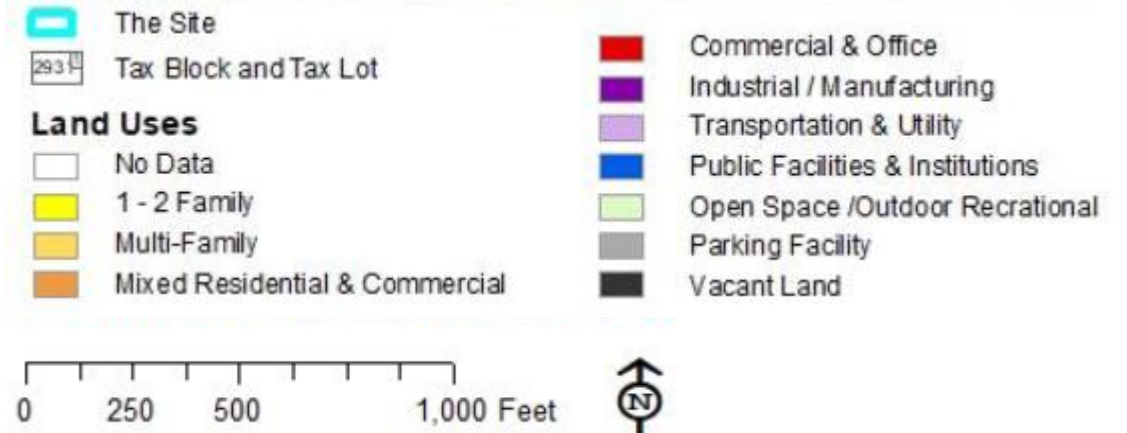 The Site
2931
Tax Block and Tax Lot
Land Uses
No Data
1 - 2 Family
Multi-Family
Mixed Residential & Commercial
Commercial & Office
Industrial / Manufacturing
Transportation & Utility
Public Facilities & Institutions
Open Space /Outdoor Recrational
Parking Facility
Vacant Land
0 250 500 1,000 Feet
N